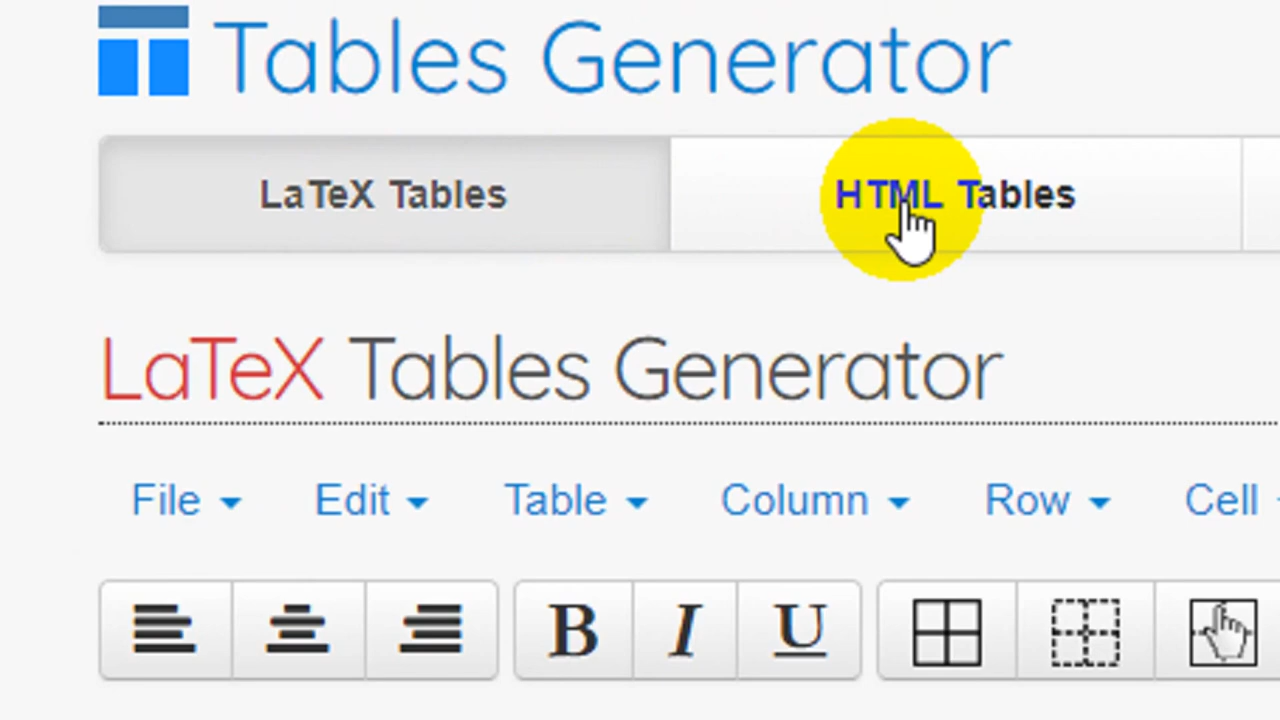 Tables Generator
LaTeX Tables HTML Tables
LaTeX Tables Generator
File Edit Table Column Row Cell
B I U